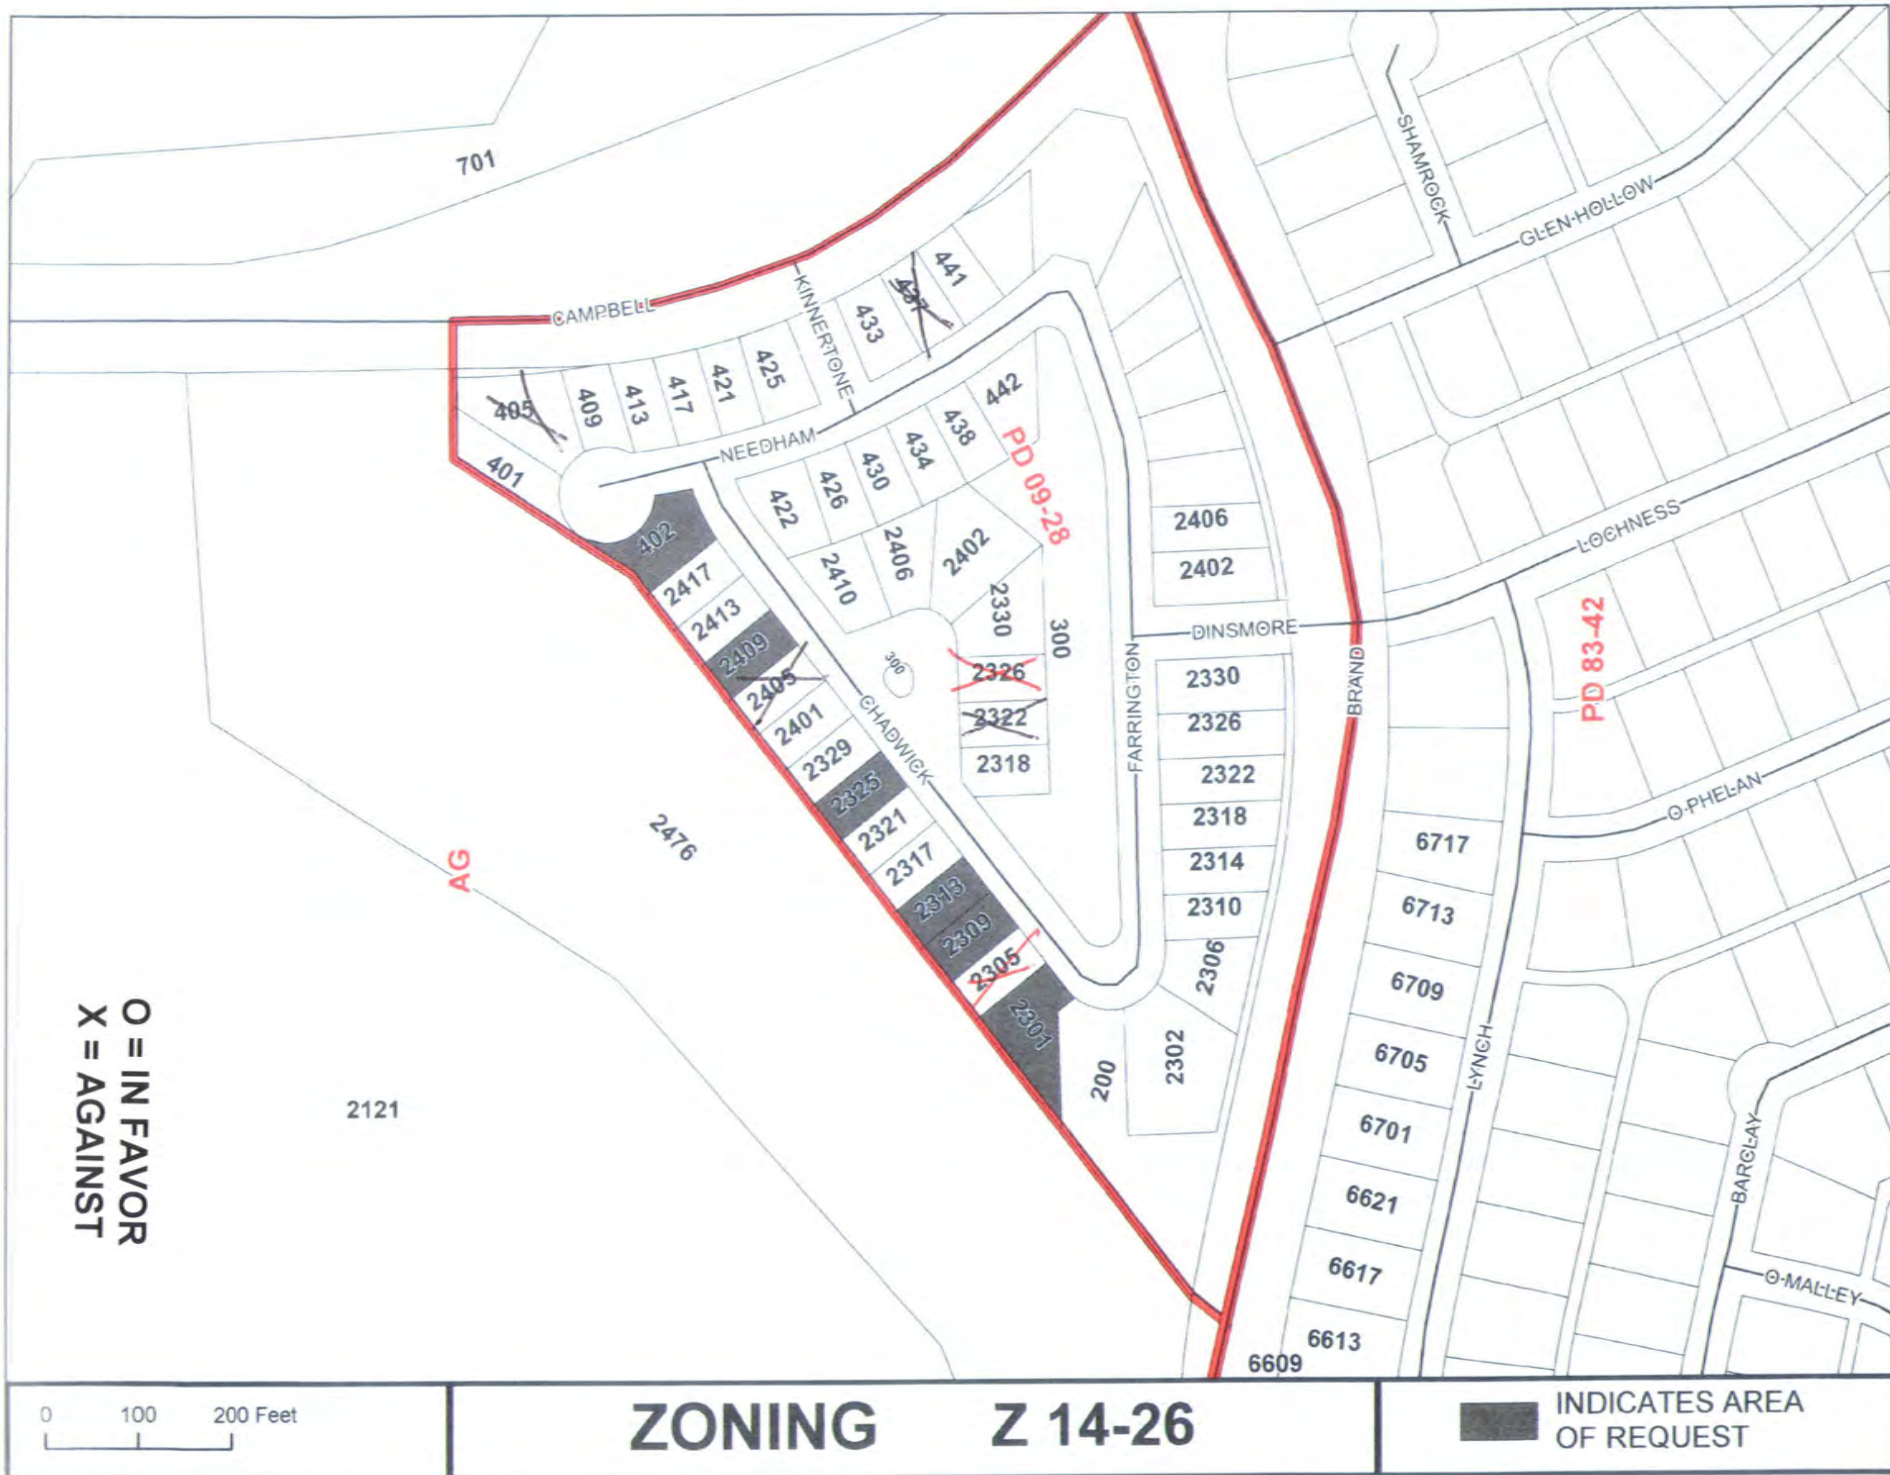 701
SHAMROCK
GLEN HOLLOW
CAMPBELL
KINNERTONE
433
437
441
405
409
413
417
421
425
401
NEEDHAM
442
438
434
430
426
422
PD 09-28
402
2410
2406
2402
2330
300
2326
2322
2318
300
2417
2413
2409
2405
2401
2329
2325
2321
2317
2313
2309
2305
2301
CHADWICK
FARRINGTON
2406
2402
DINSMORE
2330
2326
2322
2318
2314
2310
2306
2302
200
BRAND
LOCHNESS
PD 83-42
O PHELAN
6717
6713
6709
6705
6701
6621
6617
6613
6609
LYNCH
BARCLAY
O MALLEY
AG
2476
2121
O = IN FAVOR
X = AGAINST
0 100 200 Feet
ZONING Z 14-26
INDICATES AREA
OF REQUEST